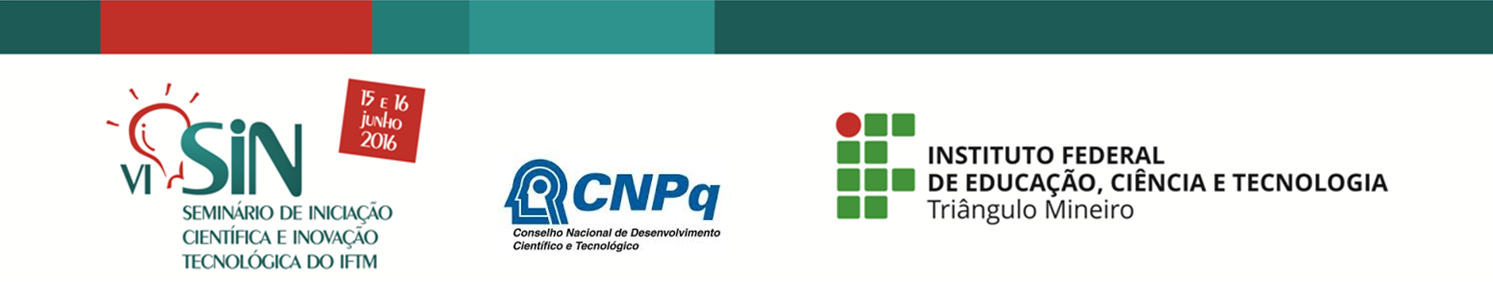 15 E 16
JUNHO
2016
VI SiN
SEMINÁRIO DE INICIAÇÃO
CIENTÍFICA E INOVAÇÃO
TECNOLÓGICA DO IFTM
CNPq
Conselho Nacional de Desenvolvimento
Científico e Tecnológico
INSTITUTO FEDERAL
DE EDUCAÇÃO, CIÊNCIA E TECNOLOGIA
Triângulo Mineiro